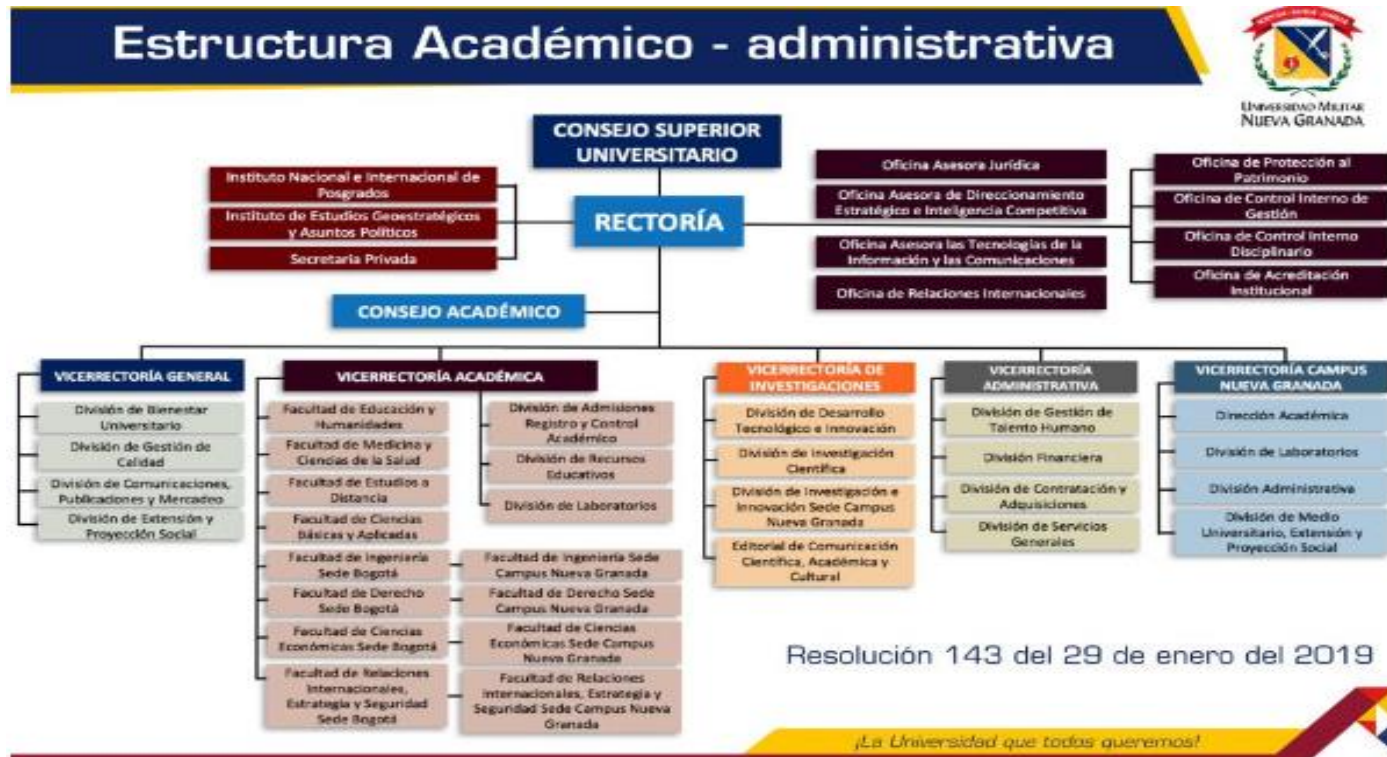 Estructura Académico - administrativa
UNIVERSIDAD MILITAR
NUEVA GRANADA
CONSEJO SUPERIOR
UNIVERSITARIO
Instituto Nacional e Internacional de
Posgrados
Instituto de Estudios Geoestratégicos
y Asuntos Políticos
Secretaria Privada
RECTORÍA
Oficina Asesora Jurídica
Oficina Asesora de Direccionamiento
Estratégico e Inteligencia Competitiva
Oficina Asesora las Tecnologías de la
Información y las Comunicaciones
Oficina de Relaciones Internacionales
Oficina de Protección al
Patrimonio
Oficina de Control Interno de
Gestión
Oficina de Control Interno
Disciplinario
Oficina de Acreditación
Institucional
CONSEJO ACADÉMICO
VICERRECTORÍA GENERAL
División de Bienestar
Universitario
División de Gestión de
Calidad
División de Comunicaciones,
Publicaciones y Mercadeo
División de Extensión y
Proyección Social
VICERRECTORÍA ACADÉMICA
Facultad de Educación y
Humanidades
Facultad de Medicina y
Ciencias de la Salud
Facultad de Estudios a
Distancia
Facultad de Ciencias
Básicas y Aplicadas
Facultad de Ingeniería
Sede Bogotá
Facultad de Derecho
Sede Bogotá
Facultad de Ciencias
Económicas Sede Bogotá
Facultad de Relaciones
Internacionales,
Estrategia y Seguridad
Sede Bogotá
División de Admisiones
Registro y Control
Académico
División de Recursos
Educativos
División de Laboratorios
Facultad de Ingeniería Sede
Campus Nueva Granada
Facultad de Derecho Sede
Campus Nueva Granada
Facultad de Ciencias
Económicas Sede Campus
Nueva Granada
Facultad de Relaciones
Internacionales, Estrategia y
Seguridad Sede Campus Nueva
Granada
VICERRECTORÍA DE
INVESTIGACIONES
División de Desarrollo
Tecnológico e Innovación
División de Investigación
Científica
División de Investigación e
Innovación Sede Campus
Nueva Granada
Editorial de Comunicación
Científica, Académica y
Cultural
VICERRECTORÍA
ADMINISTRATIVA
División de Gestión de
Talento Humano
División Financiera
División de Contratación y
Adquisiciones
División de Servicios
Generales
VICERRECTORÍA CAMPUS
NUEVA GRANADA
Dirección Académica
División de Laboratorios
División Administrativa
División de Medio
Universitario, Extensión y
Proyección Social
Resolución 143 del 29 de enero del 2019
¡La Universidad que todos queremos!